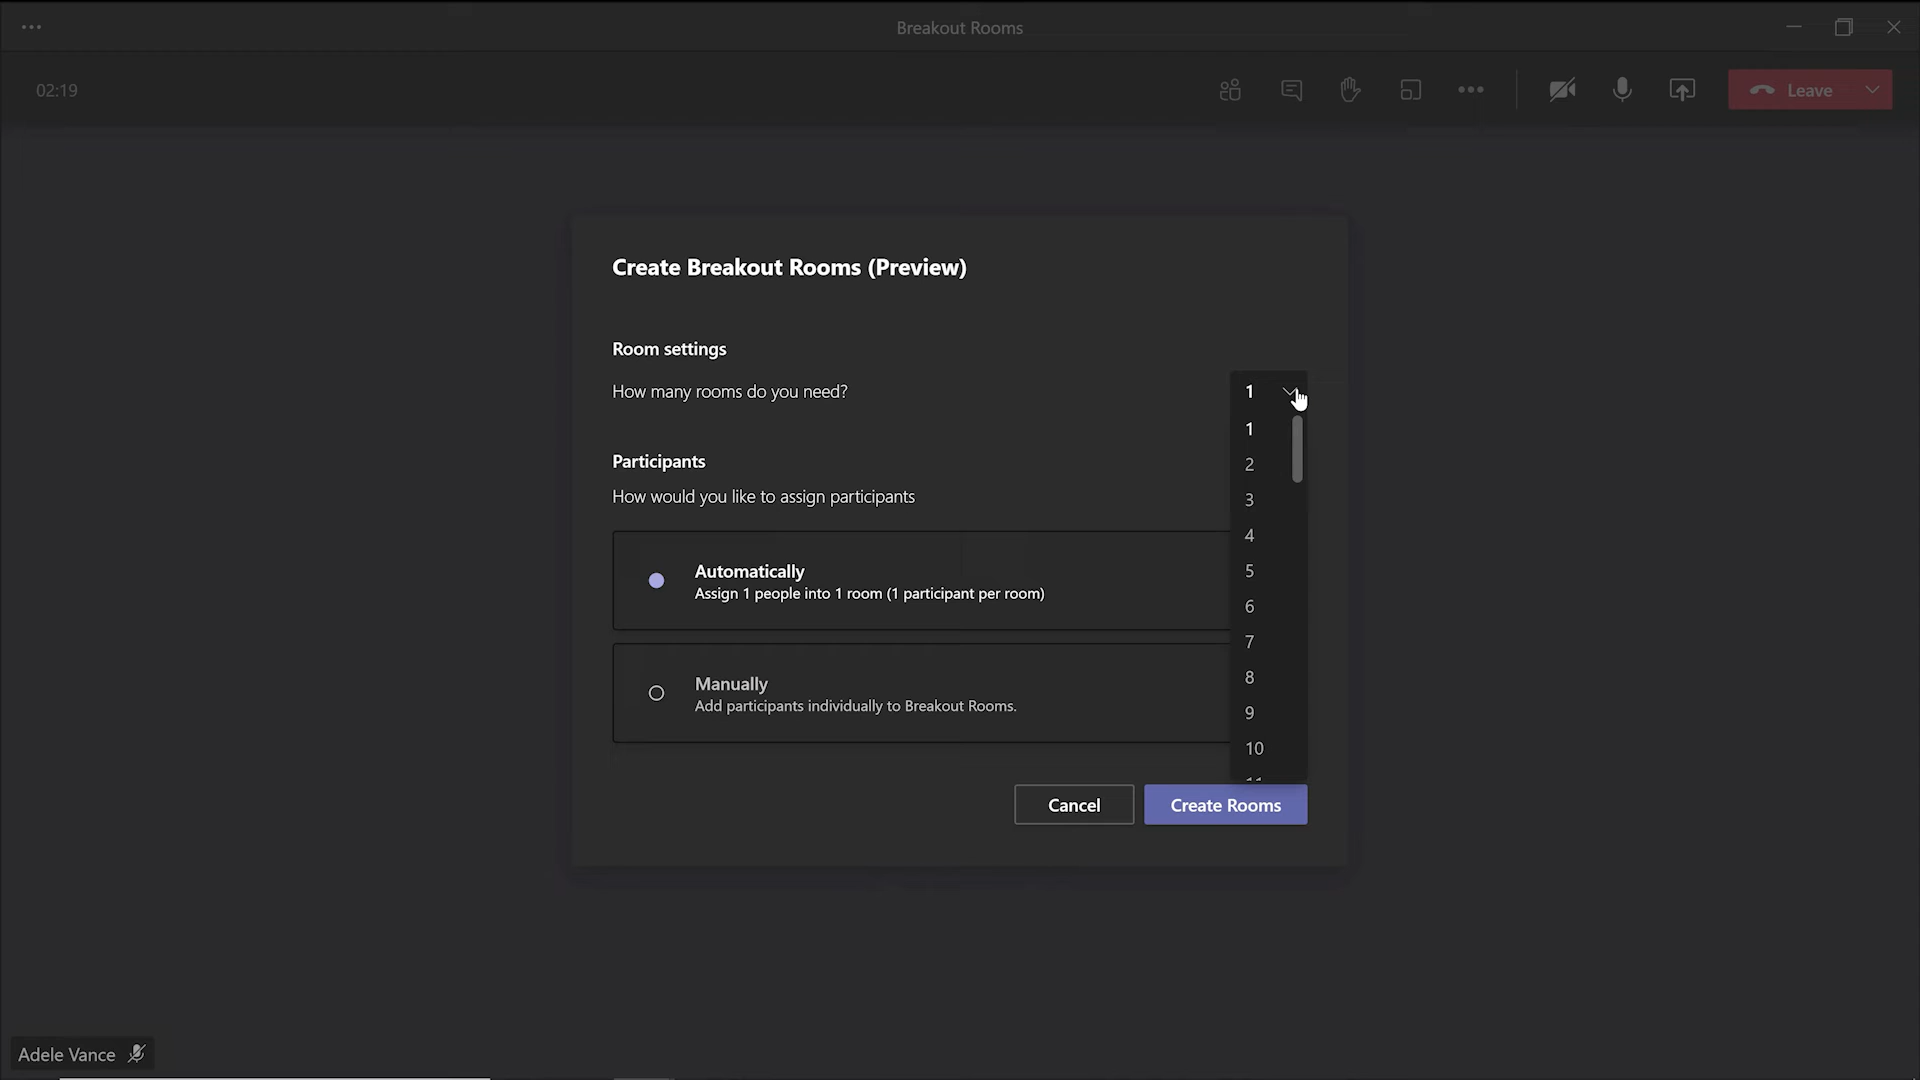 Breakout Rooms
02:19
Leave
Create Breakout Rooms (Preview)
Room settings
How many rooms do you need?
1
1
2
3
4
5
6
7
8
9
10
Participants
How would you like to assign participants
Automatically
Assign 1 people into 1 room (1 participant per room)
Manually
Add participants individually to Breakout Rooms.
Cancel
Create Rooms
Adele Vance